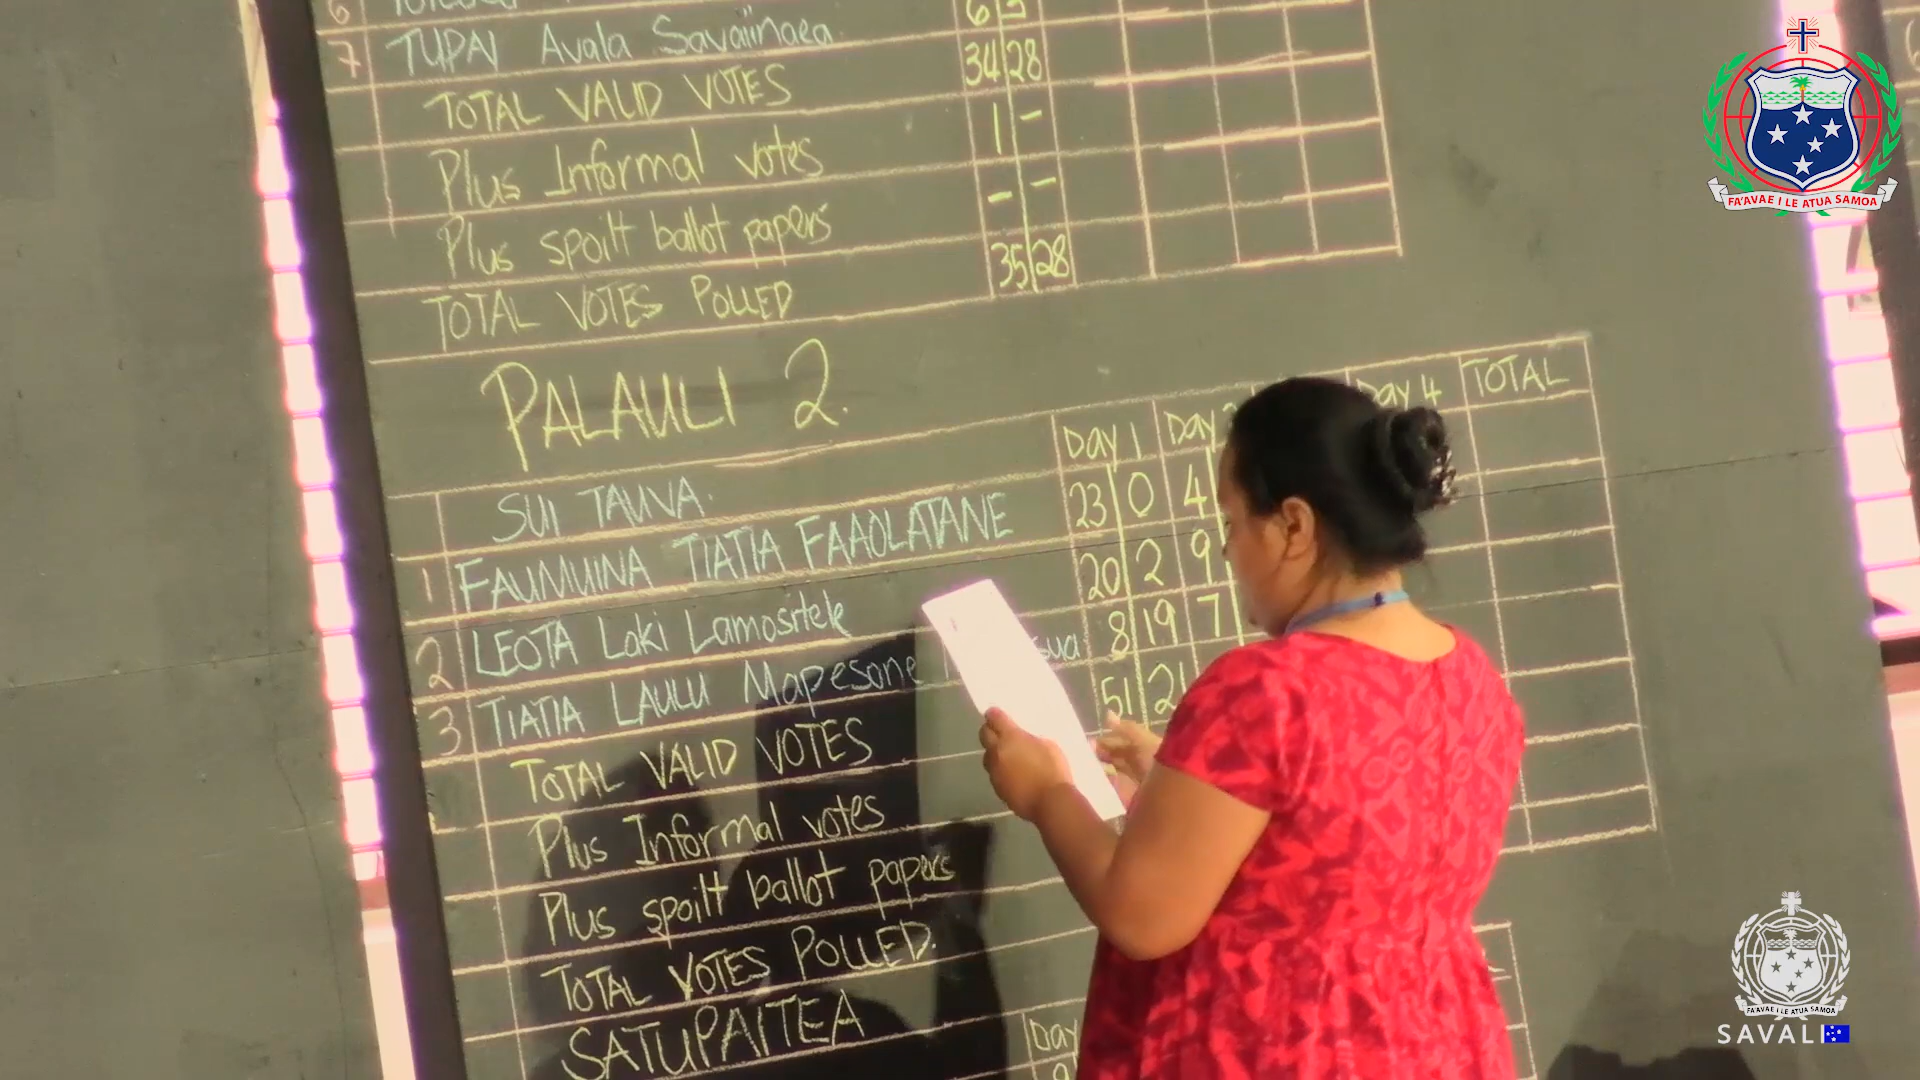 6
7 TUPAI Avala Savaiinaea 34 28
TOTAL VALID VOTES 1 -
Plus Informal votes - -
Plus spoilt ballot papers 35 28
TOTAL VOTES POLLED
PALAULI 2.
Day 1 Day Day 4 TOTAL
SUI TAUVA. 23 0 4
1 FAUMUINA TIATIA FAAOLATANE 20 2 9
2 LEOTA Laki Lamositele 8 19 7
3 TIATIA LAULU Mapesone 51 21
TOTAL VALID VOTES
Plus Informal votes
Plus spoilt ballot papers
TOTAL VOTES POLLED.
SATUPAITEA Day
FA'AVAE I LE ATUA SAMOA
FA'AVAE I LE ATUA SAMOA
SAVALI